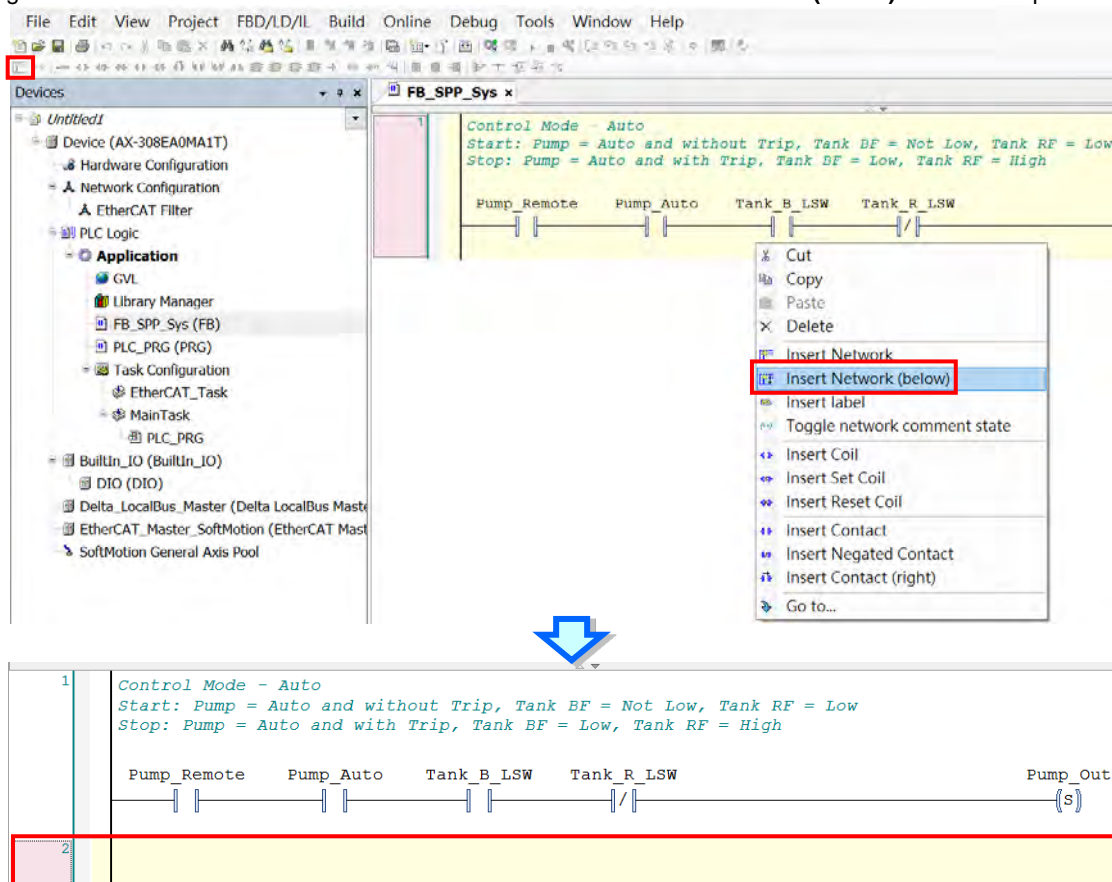 (below)
File Edit View Project FBD/LD/IL Build Online Debug Tools Window Help
Devices
FB_SPP_Sys ×
Untitled1
Device (AX-308EA0MA1T)
Hardware Configuration
Network Configuration
EtherCAT Filter
PLC Logic
Application
GVL
Library Manager
FB_SPP_Sys (FB)
PLC_PRG (PRG)
Task Configuration
EtherCAT_Task
MainTask
PLC_PRG
BuiltIn_IO (BuiltIn_IO)
DIO (DIO)
Delta_LocalBus_Master (Delta LocalBus Maste
EtherCAT_Master_SoftMotion (EtherCAT Mast
SoftMotion General Axis Pool
1
Control Mode - Auto
Start: Pump = Auto and without Trip, Tank BF = Not Low, Tank RF = Low
Stop: Pump = Auto and with Trip, Tank BF = Low, Tank RF = High
Pump_Remote Pump_Auto Tank_B_LSW Tank_R_LSW
Cut
Copy
Paste
Delete
Insert Network
Insert Network (below)
Insert label
Toggle network comment state
Insert Coil
Insert Set Coil
Insert Reset Coil
Insert Contact
Insert Negated Contact
Insert Contact (right)
Go to...
1
Control Mode - Auto
Start: Pump = Auto and without Trip, Tank BF = Not Low, Tank RF = Low
Stop: Pump = Auto and with Trip, Tank BF = Low, Tank RF = High
Pump_Remote Pump_Auto Tank_B_LSW Tank_R_LSW Pump_Out
S
2